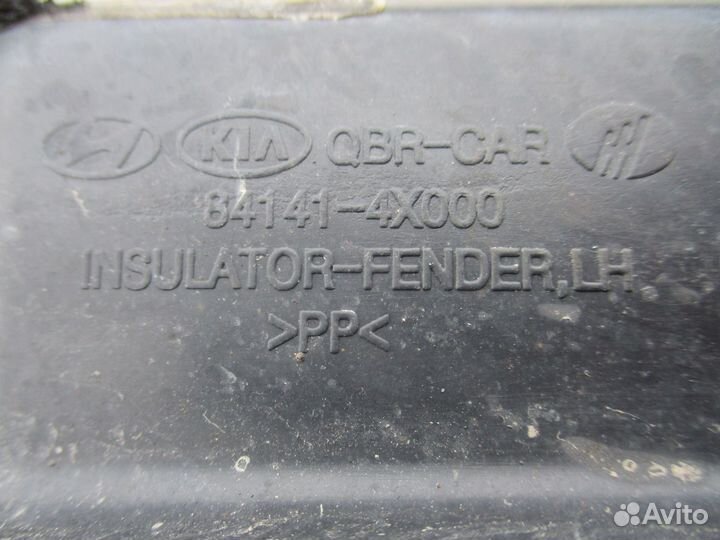 KIA QBR-CAR
84141-4X000
INSULATOR-FENDER,LH
>PP<
Avito